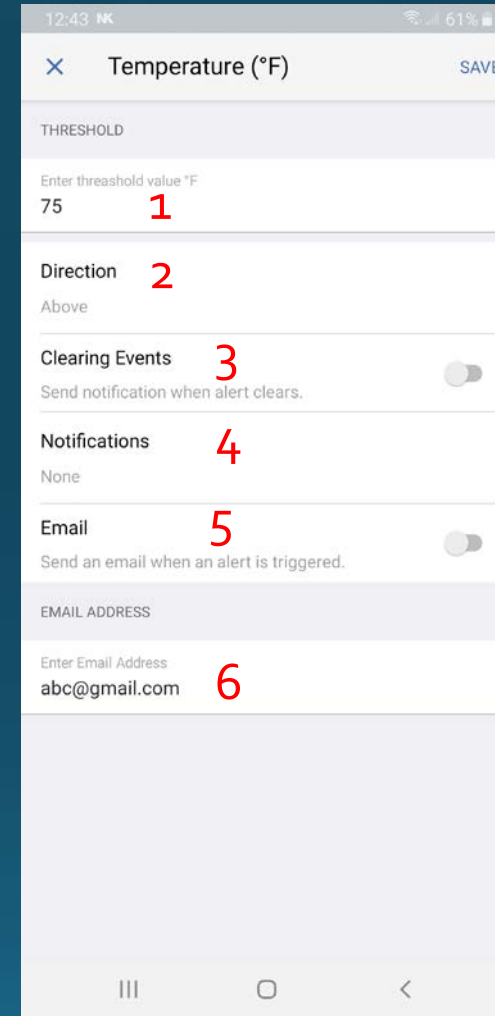 12:43 NK 61%
Temperature (°F) SAVE
THRESHOLD
Enter threashold value °F
75 1
Direction 2
Above
Clearing Events 3
Send notification when alert clears.
Notifications 4
None
Email 5
Send an email when an alert is triggered.
EMAIL ADDRESS
Enter Email Address
abc@gmail.com 6